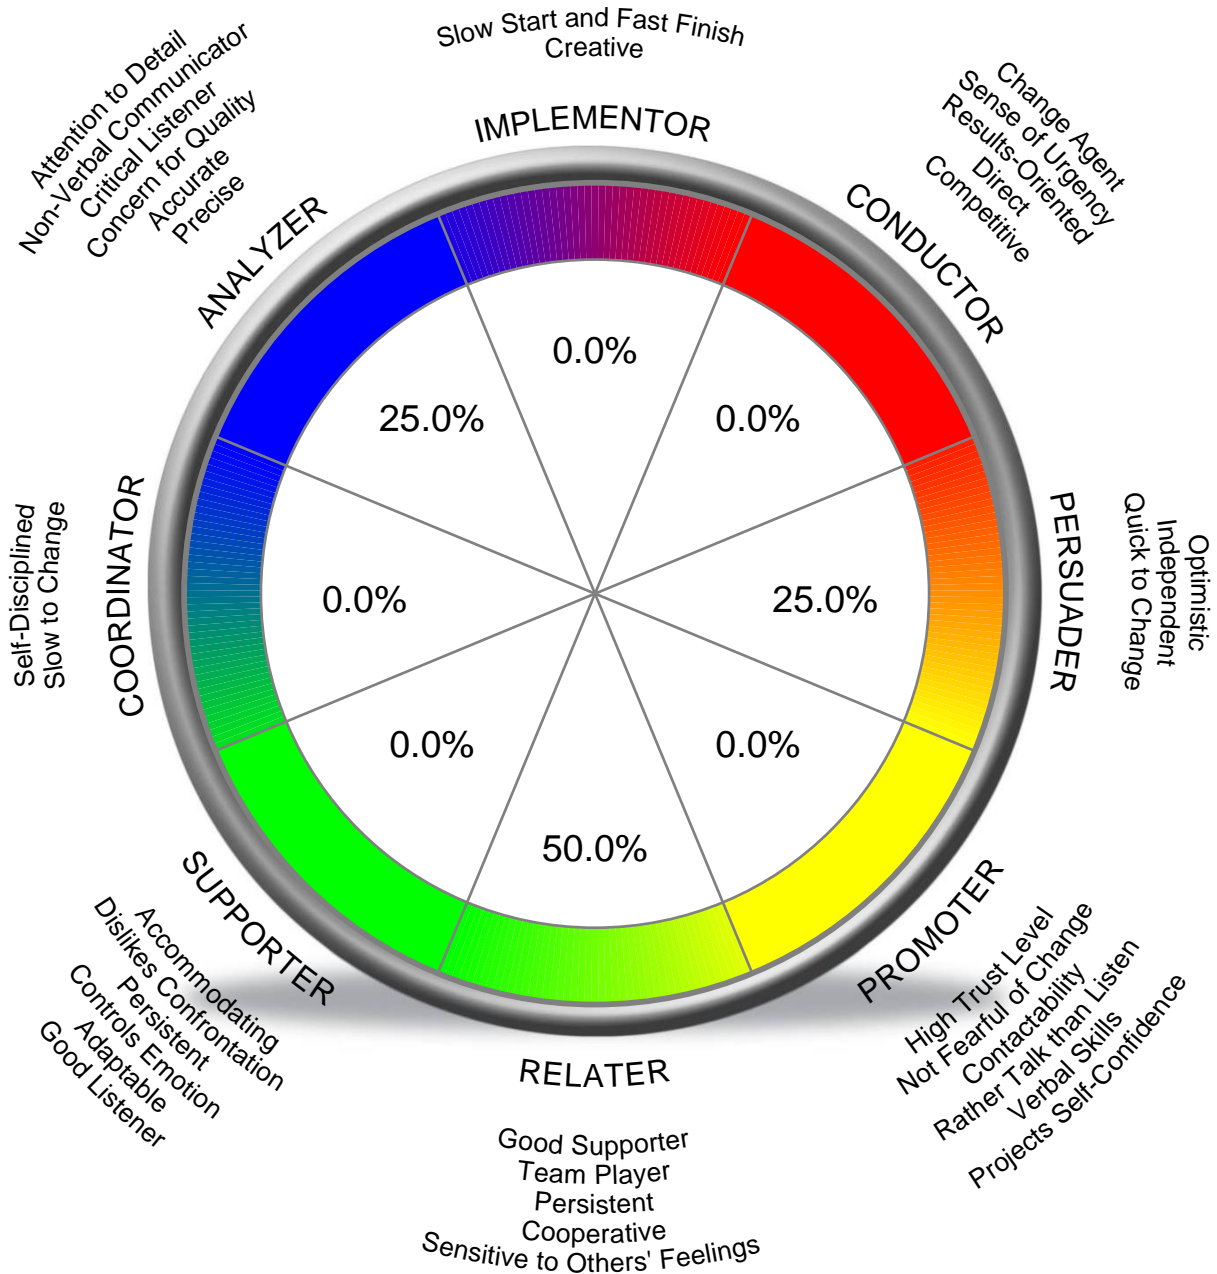 Slow Start and Fast Finish
Creative
IMPLEMENTOR
Attention to Detail
Non-Verbal Communicator
Critical Listener
Concern for Quality
Accurate
Precise
ANALYZER
Change Agent
Sense of Urgency
Results-Oriented
Direct
Competitive
CONDUCTOR
0.0%
25.0%
0.0%
Self-Disciplined
Slow to Change
COORDINATOR
0.0%
25.0%
PERSUADER
Optimistic
Independent
Quick to Change
0.0%
0.0%
50.0%
SUPPORTER
Accommodating
Dislikes Confrontation
Persistent
Controls Emotion
Adaptable
Good Listener
PROMOTER
High Trust Level
Not Fearful of Change
Contactability
Rather Talk than Listen
Verbal Skills
Projects Self-Confidence
RELATER
Good Supporter
Team Player
Persistent
Cooperative
Sensitive to Others' Feelings